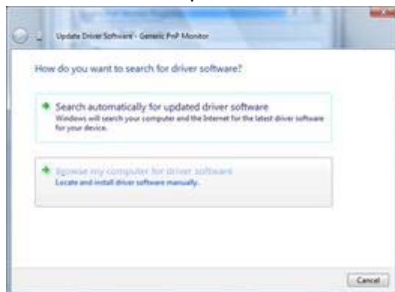 Update Driver Software - Generic PnP Monitor
How do you want to search for driver software?
Search automatically for updated driver software
Windows will search your computer and the Internet for the latest driver software
for your device.
Browse my computer for driver software
Locate and install driver software manually.
Cancel